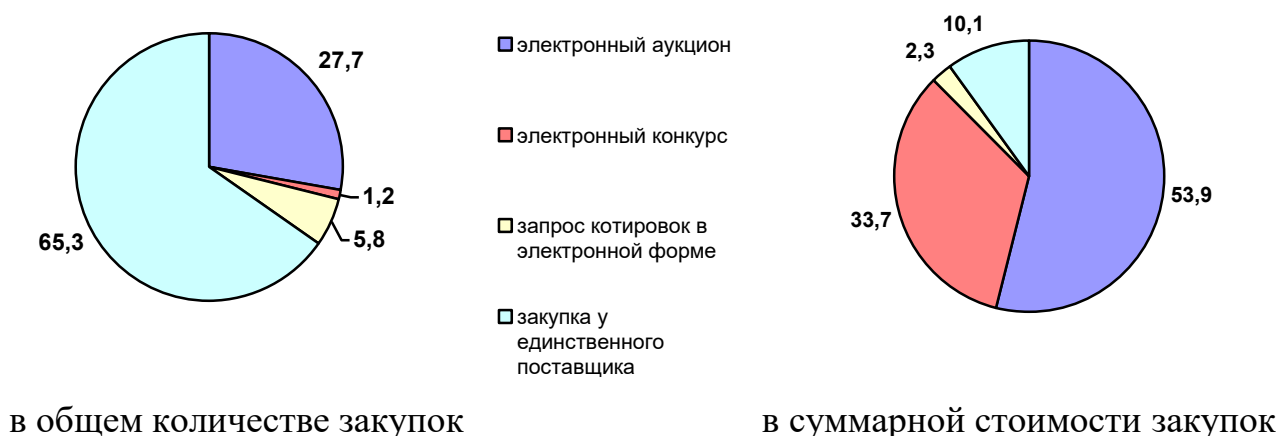 27,7
1,2
5,8
65,3
электронный аукцион
электронный конкурс
запрос котировок в
электронной форме
закупка у
единственного
поставщика
10,1
2,3
33,7
53,9
в общем количестве закупок
в суммарной стоимости закупок